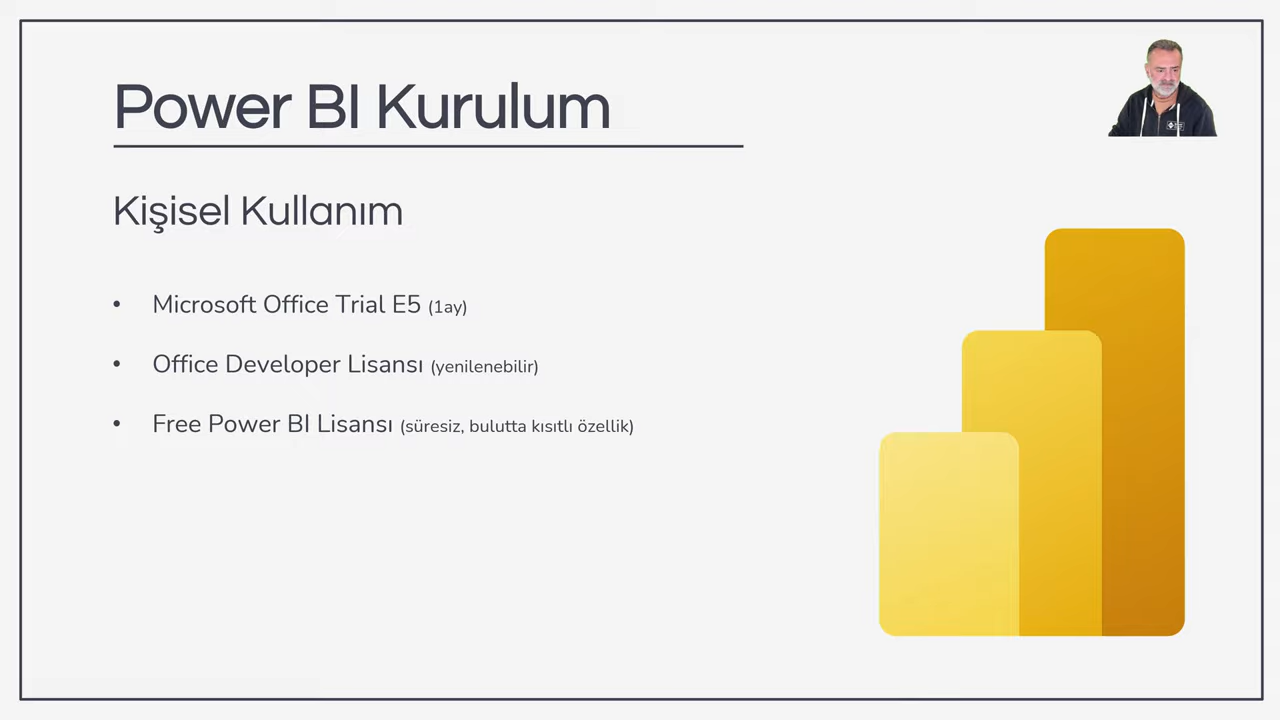 Power BI Kurulum
Kişisel Kullanım
• Microsoft Office Trial E5 (1ay)
• Office Developer Lisansı (yenilenebilir)
• Free Power BI Lisansı (süresiz, bulutta kısıtlı özellik)